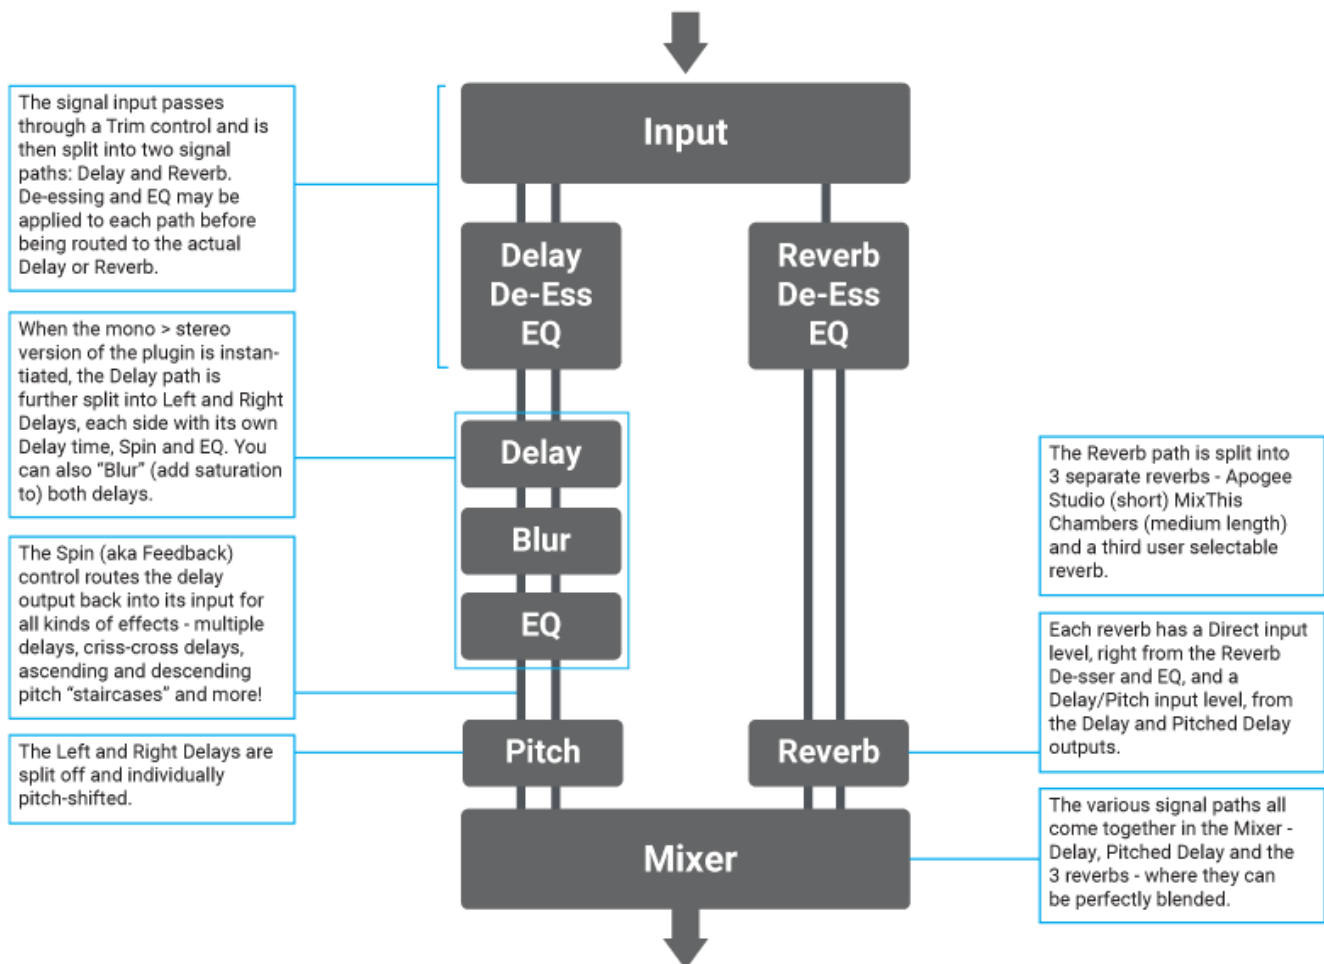 Input
The signal input passes
through a Trim control and is
then split into two signal
paths: Delay and Reverb.
De-essing and EQ may be
applied to each path before
being routed to the actual
Delay or Reverb.
Delay
De-Ess
EQ
Reverb
De-Ess
EQ
When the mono > stereo
version of the plugin is instan-
tiated, the Delay path is
further split into Left and Right
Delays, each side with its own
Delay time, Spin and EQ. You
can also “Blur” (add saturation
to) both delays.
Delay
Blur
EQ
The Spin (aka Feedback)
control routes the delay
output back into its input for
all kinds of effects - multiple
delays, criss-cross delays,
ascending and descending
pitch “staircases” and more!
The Left and Right Delays are
split off and individually
pitch-shifted.
Pitch
Reverb
The Reverb path is split into
3 separate reverbs - Apogee
Studio (short) MixThis
Chambers (medium length)
and a third user selectable
reverb.
Each reverb has a Direct input
level, right from the Reverb
De-sser and EQ, and a
Delay/Pitch input level, from
the Delay and Pitched Delay
outputs.
Mixer
The various signal paths all
come together in the Mixer -
Delay, Pitched Delay and the
3 reverbs - where they can
be perfectly blended.